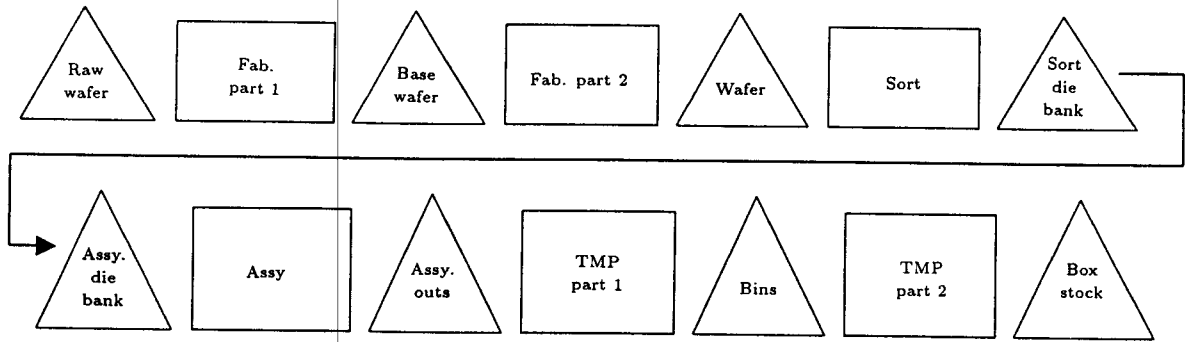 Raw
wafer
Fab.
part 1
Base
wafer
Fab. part 2
Wafer
Sort
Sort
die
bank
Assy.
die
bank
Assy
Assy.
outs
TMP
part 1
Bins
TMP
part 2
Box
stock